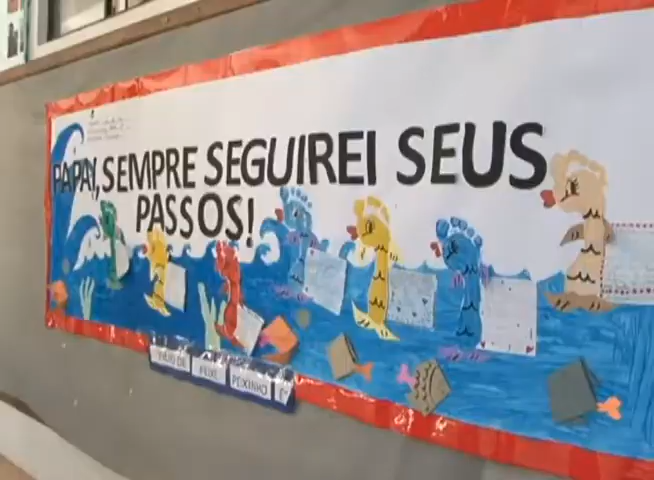 PAPAI, SEMPRE SEGUIREI SEUS
PASSOS!
FILHO DE PEIXE PEIXINHO É